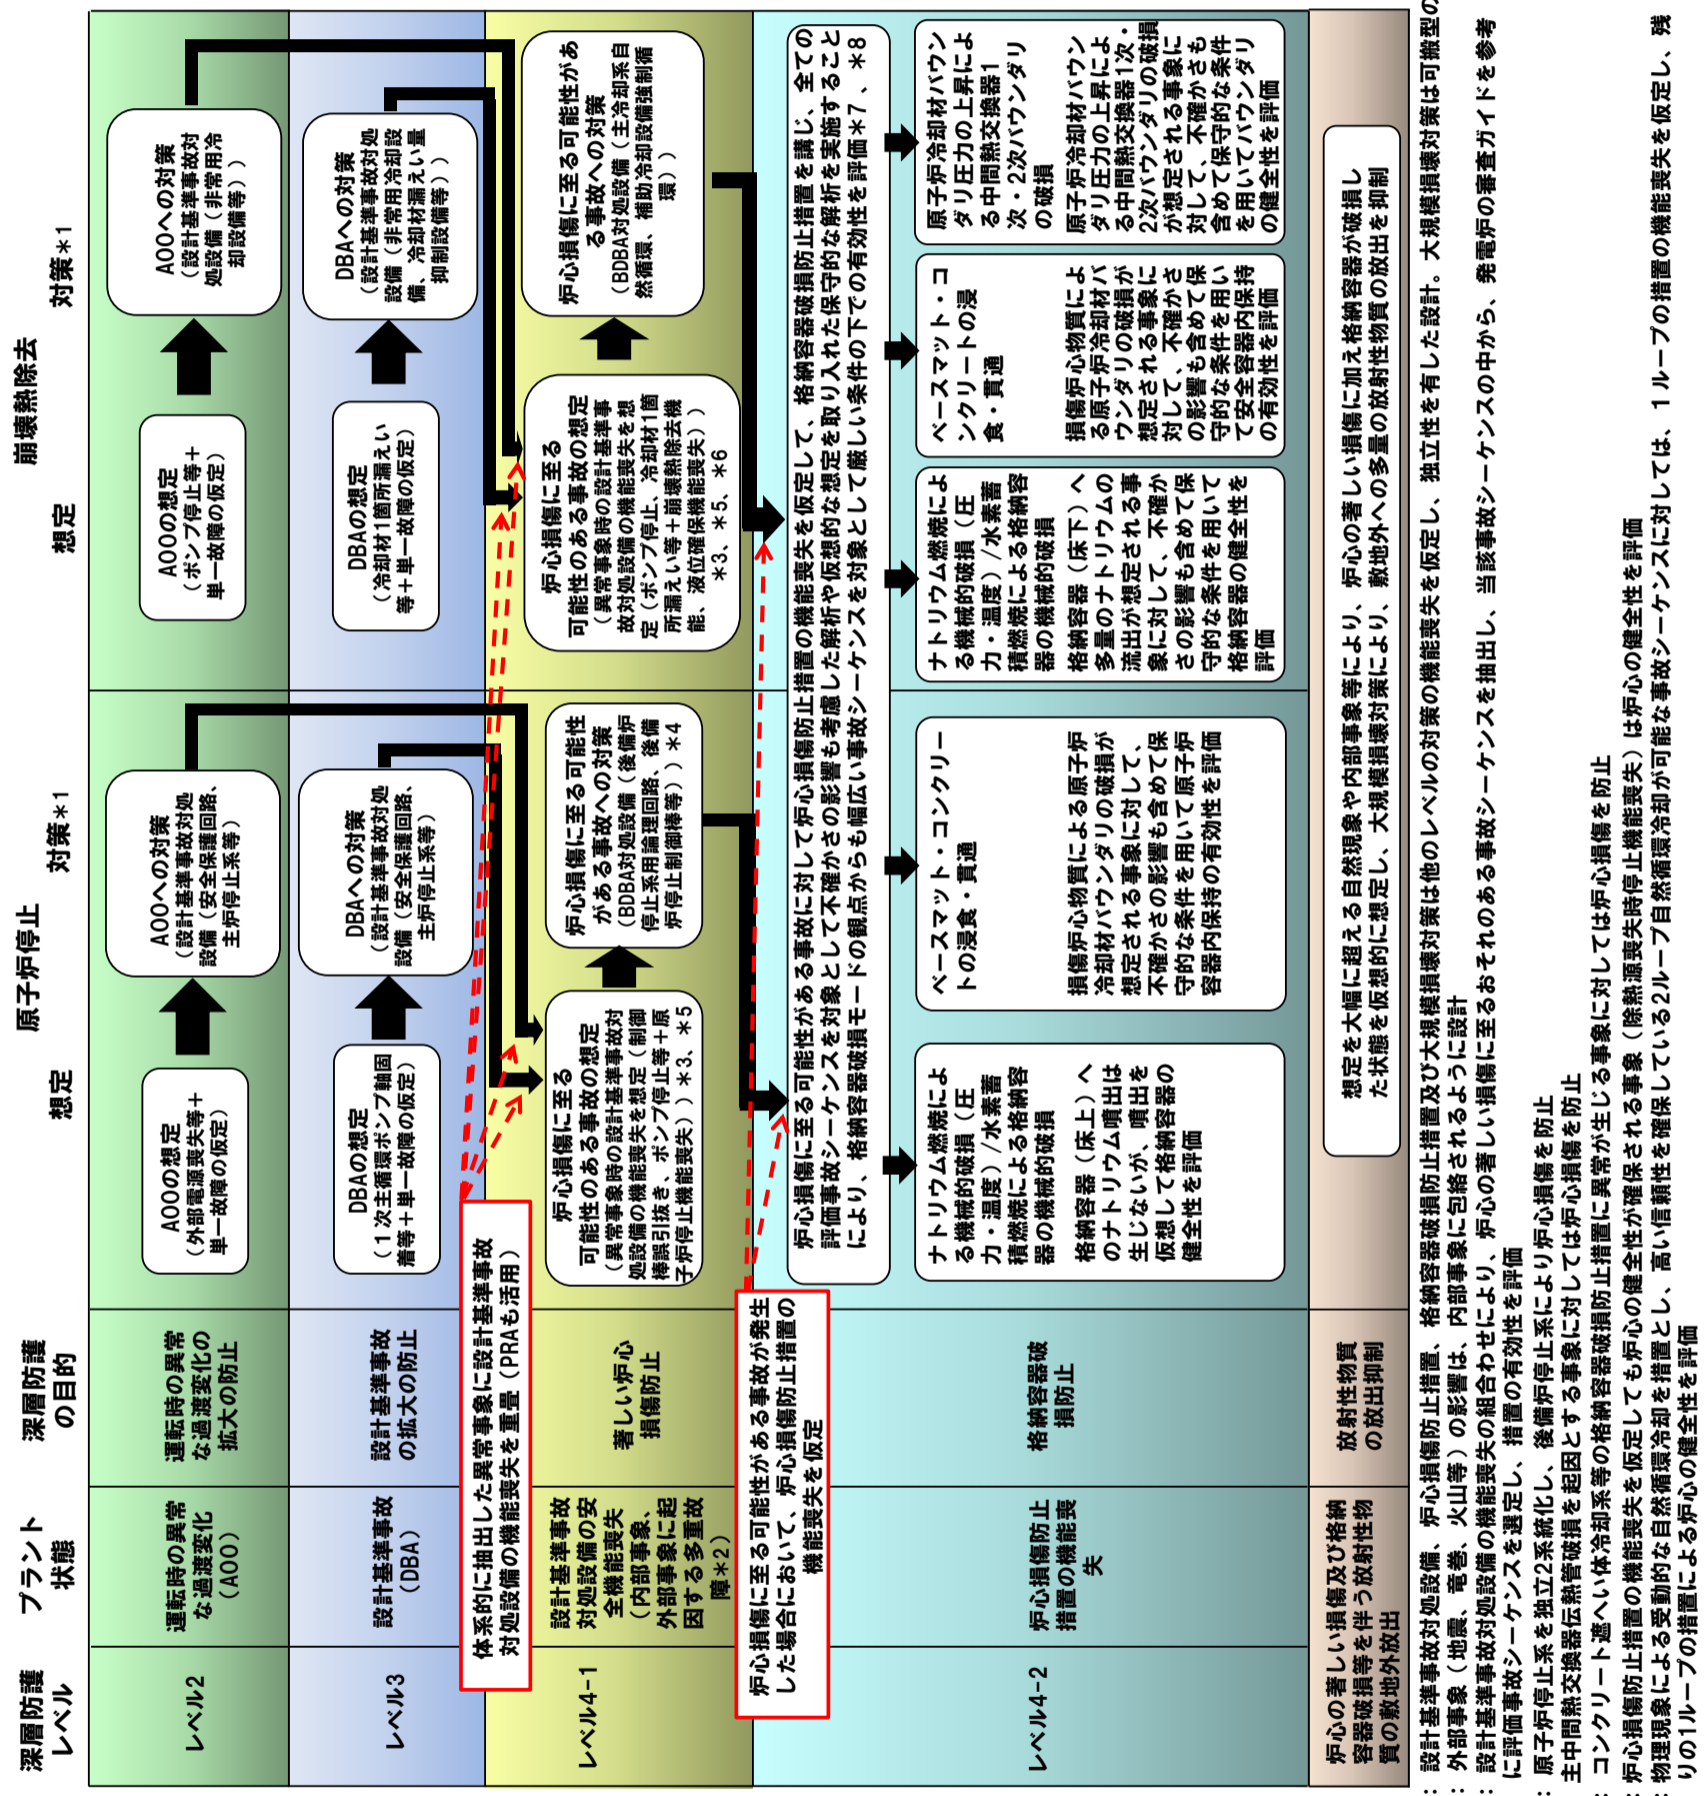 深層防護
レベル
プラント
状態
深層防護
の目的
原子炉停止
想定
対策*1
崩壊熱除去
想定
対策*1
レベル2
運転時の異常
な過渡変化
(AOO)
運転時の異常
な過渡変化の
拡大の防止
AOOの想定
(外部電源喪失等+
単一故障の仮定)
AOOへの対策
(設計基準事故対処
設備(安全保護回路、
主炉停止系等)
AOOの想定
(ポンプ停止等+
単一故障の仮定)
AOOへの対策
(設計基準事故対
処設備(非常用冷
却設備等))
レベル3
設計基準事故
(DBA)
設計基準事故
の拡大の防止
DBAの想定
(1次主循環ポンプ軸固
着等+単一故障の仮定)
DBAへの対策
(設計基準事故対処
設備(安全保護回路、
主炉停止系等)
DBAの想定
(冷却材1箇所漏えい
等+単一故障の仮定)
DBAへの対策
(設計基準事故対処
設備(非常用冷却設
備、冷却材漏えい量
抑制設備等))
体系的に抽出した異常事象に設計基準事故
対処設備の機能喪失を重畳(PRAも活用)
レベル4-1
設計基準事故
対処設備の安
全機能喪失
(内部事象、
外部事象に起
因する多重故
障*2)
著しい炉心
損傷防止
炉心損傷に至る
可能性のある事故の想定
(異常事象時の設計基準事故対
処設備の機能喪失を想定(制御
棒誤引抜き、ポンプ停止等+原
子炉停止機能喪失))*3、*5
炉心損傷に至る可能性
がある事故への対策
(BDBA対処設備(後備炉
停止系用論理回路、後備
炉停止制御棒等))*4
炉心損傷に至る
可能性のある事故の想定
(異常事象時の設計基準事
故対処設備の機能喪失を想
定(ポンプ停止、冷却材1箇
所漏えい等+崩壊熱除去機
能、液位確保機能喪失))
*3、*5、*6
炉心損傷に至る可能性があ
る事故への対策
(BDBA対処設備(主冷却系自
然循環、補助冷却設備強制循
環))
炉心損傷に至る可能性がある事故が発生
した場合において、炉心損傷防止措置の
機能喪失を仮定
レベル4-2
炉心損傷防止
措置の機能喪
失
格納容器破
損防止
炉心損傷に至る可能性がある事故に対して炉心損傷防止措置の機能喪失を仮定して、格納容器破損防止措置を講じ、全ての
評価事故シーケンスを対象として不確かさの影響も考慮した解析や仮想的な想定を取り入れた保守的な解析を実施すること
により、格納容器破損モードの観点からも幅広い事故シーケンスを対象として厳しい条件の下での有効性を評価*7、*8
ナトリウム燃焼によ
る機械的破損(圧
力・温度)/水素蓄
積燃焼による格納容
器の機械的破損
格納容器(床上)へ
のナトリウム噴出は
生じないが、噴出を
仮想して格納容器の
健全性を評価
ベースマット・コンクリー
トの浸食・貫通
損傷炉心物質による原子炉
冷却材バウンダリの破損が
想定される事象に対して、
不確かさの影響も含めて保
守的な条件を用いて原子炉
容器内保持の有効性を評価
ナトリウム燃焼によ
る機械的破損(圧
力・温度)/水素蓄
積燃焼による格納容
器の機械的破損
格納容器(床下)へ
多量のナトリウムの
流出が想定される事
象に対して、不確か
さの影響も含めて保
守的な条件を用いて
格納容器の健全性を
評価
ベースマット・コ
ンクリートの浸
食・貫通
損傷炉心物質によ
る原子炉冷却材バ
ウンダリの破損が
想定される事象に
対して、不確かさ
の影響も含めて保
守的な条件を用い
て安全容器内保持
の有効性を評価
原子炉冷却材バウン
ダリ圧力の上昇によ
る中間熱交換器1
次・2次バウンダリ
の破損
原子炉冷却材バウン
ダリ圧力の上昇によ
る中間熱交換器1次・
2次バウンダリの破損
が想定される事象に
対して、不確かさも
含めて保守的な条件
を用いてバウンダリ
の健全性を評価
炉心の著しい損傷及び格納
容器破損等を伴う放射性物
質の敷地外放出
放射性物質
の放出抑制
想定を大幅に超える自然現象や内部事象等により、炉心の著しい損傷に加え格納容器が破損し
た状態を仮想的に想定し、大規模損壊対策により、敷地外への多量の放射性物質の放出を抑制
: 設計基準事故対処設備、炉心損傷防止措置、格納容器破損防止措置及び大規模損壊対策は他のレベルの対策の機能喪失を仮定し、独立性を有した設計。大規模損壊対策は可搬型の
: 外部事象(地震、竜巻、火山等)の影響は、内部事象に包絡されるように設計
: 設計基準事故対処設備の機能喪失の組合わせにより、炉心の著しい損傷に至るおそれのある事故シーケンスを抽出し、当該事故シーケンスの中から、発電炉の審査ガイドを参考
に評価事故シーケンスを選定し、措置の有効性を評価
: 原子炉停止系を独立2系統化し、後備炉停止系により炉心損傷を防止
主中間熱交換器伝熱管破損を起因とする事象に対しては炉心損傷を防止
: コンクリート遮へい体冷却系等の格納容器破損防止措置に異常が生じる事象に対しては炉心損傷を防止
: 炉心損傷防止措置の機能喪失を仮定しても炉心の健全性が確保される事象(除熱源喪失時停止機能喪失)は炉心の健全性を評価
: 物理現象による受動的な自然循環冷却を措置とし、高い信頼性を確保している2ループ自然循環冷却が可能な事故シーケンスに対しては、1ループの措置の機能喪失を仮定し、残
りの1ループの措置による炉心の健全性を評価